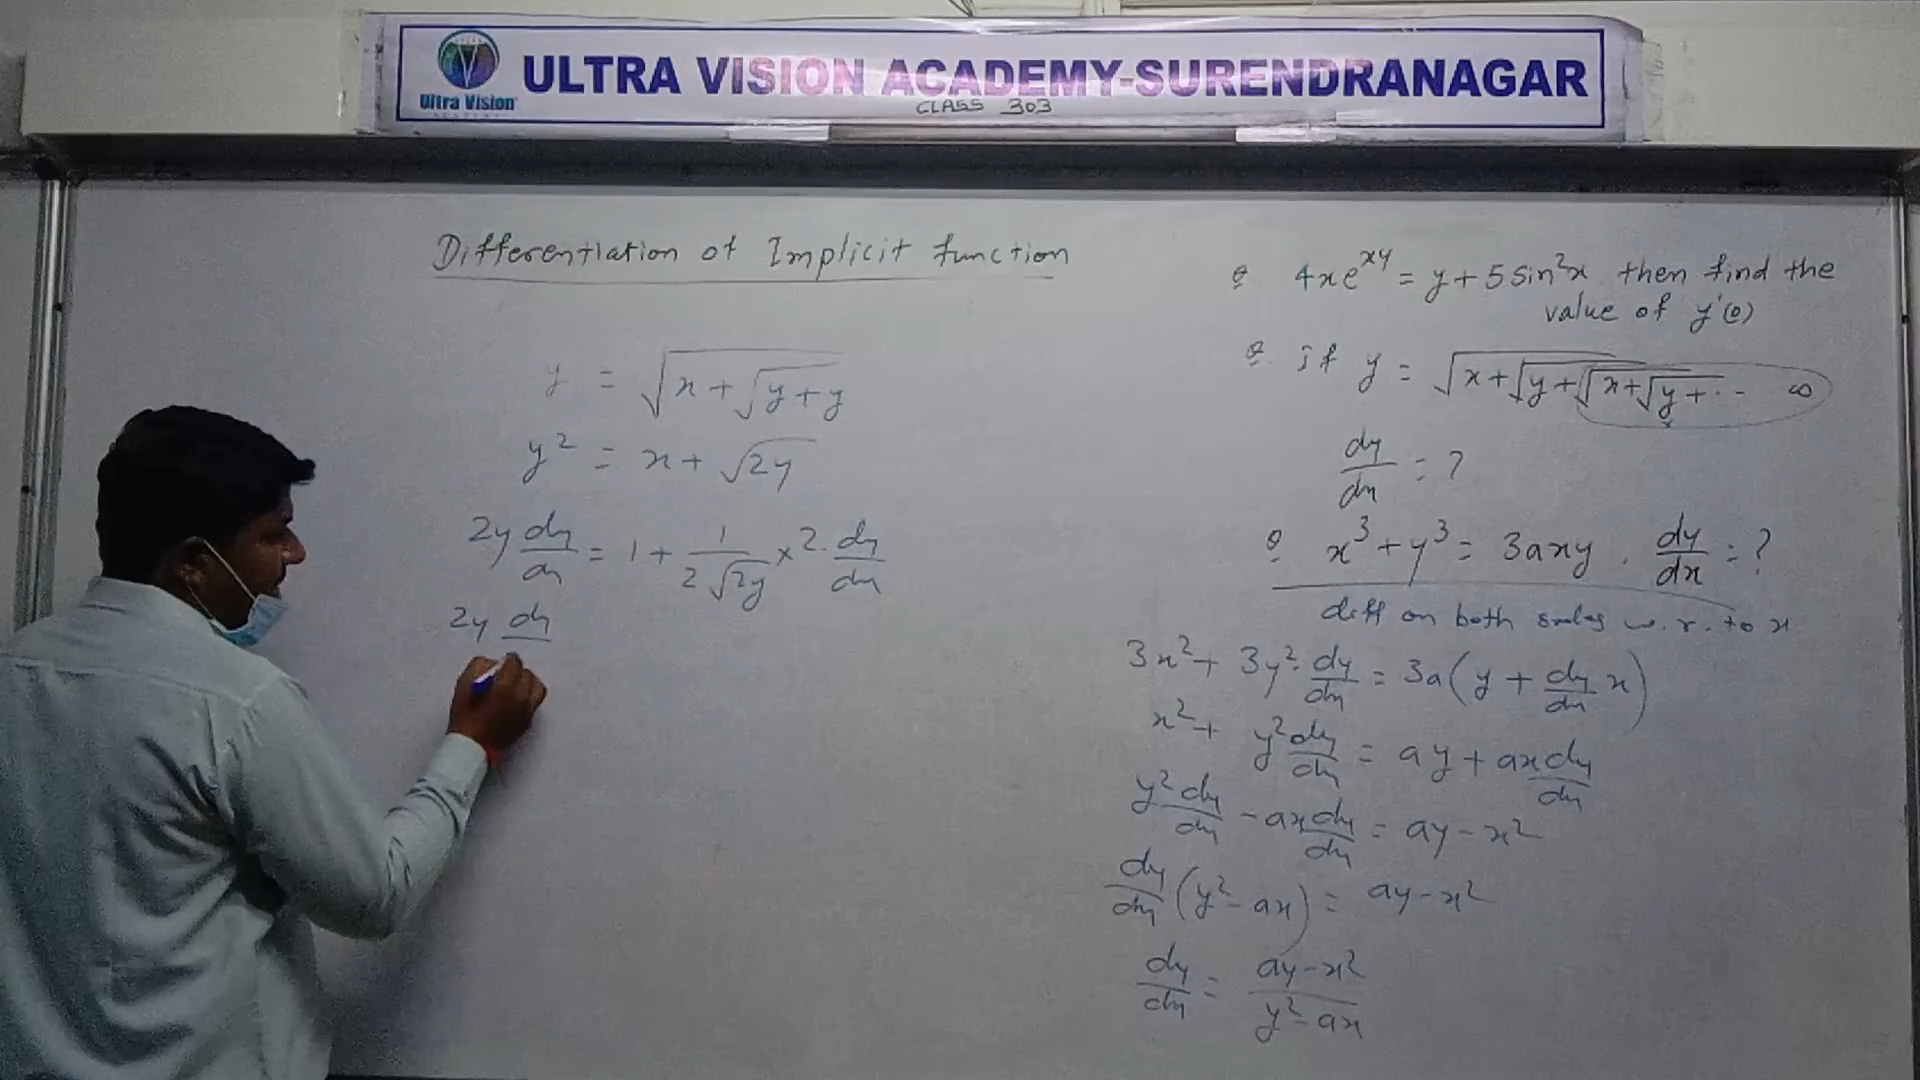 ULTRA VISION ACADEMY-SURENDRANAGAR
Ultra Vision
ACADEMY
CLASS 303
Differentiation of Implicit function
y = √(x+√(y+y))
y² = x+ √2y
2y dy/dx = 1+ 1/(2√2y) × 2. dy/dx
2y dy
Q 4xe^xy = y+5sin²x then find the
value of y'(0)
Q. if y = √(x+√(y+√(x+√(y+... ∞
dy/dx = ?
Q x³+y³ = 3axy . dy/dx = ?
diff on both sides w.r.to x
3x²+ 3y². dy/dx = 3a(y + dy/dx x)
x²+ y² dy/dx = ay + ax dy/dx
y² dy/dx - ax dy/dx = ay - x²
dy/dx (y²- ax) = ay-x²
dy/dx = (ay-x²)/(y²-ax)